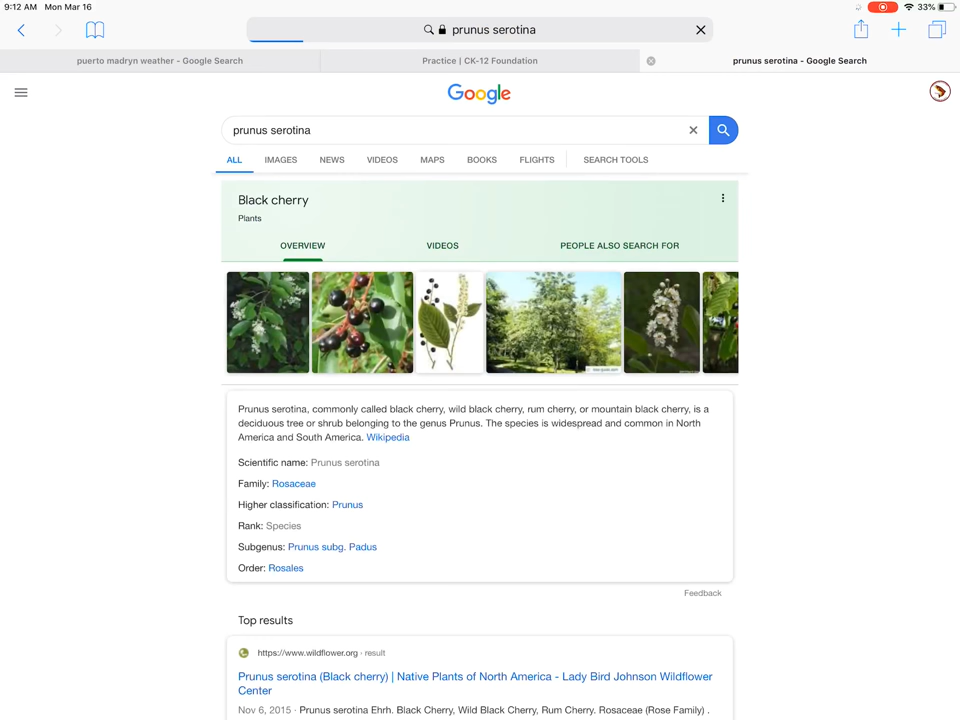 9:12 AM Mon Mar 16
33%
prunus serotina
puerto madryn weather - Google Search
Practice | CK-12 Foundation
prunus serotina - Google Search
Google
prunus serotina
ALL IMAGES NEWS VIDEOS MAPS BOOKS FLIGHTS SEARCH TOOLS
Black cherry
Plants
OVERVIEW VIDEOS PEOPLE ALSO SEARCH FOR
Prunus serotina, commonly called black cherry, wild black cherry, rum cherry, or mountain black cherry, is a
deciduous tree or shrub belonging to the genus Prunus. The species is widespread and common in North
America and South America. Wikipedia
Scientific name: Prunus serotina
Family: Rosaceae
Higher classification: Prunus
Rank: Species
Subgenus: Prunus subg. Padus
Order: Rosales
Feedback
Top results
https://www.wildflower.org › result
Prunus serotina (Black cherry) | Native Plants of North America - Lady Bird Johnson Wildflower
Center
Nov 6, 2015 · Prunus serotina Ehrh. Black Cherry, Wild Black Cherry, Rum Cherry. Rosaceae (Rose Family) .